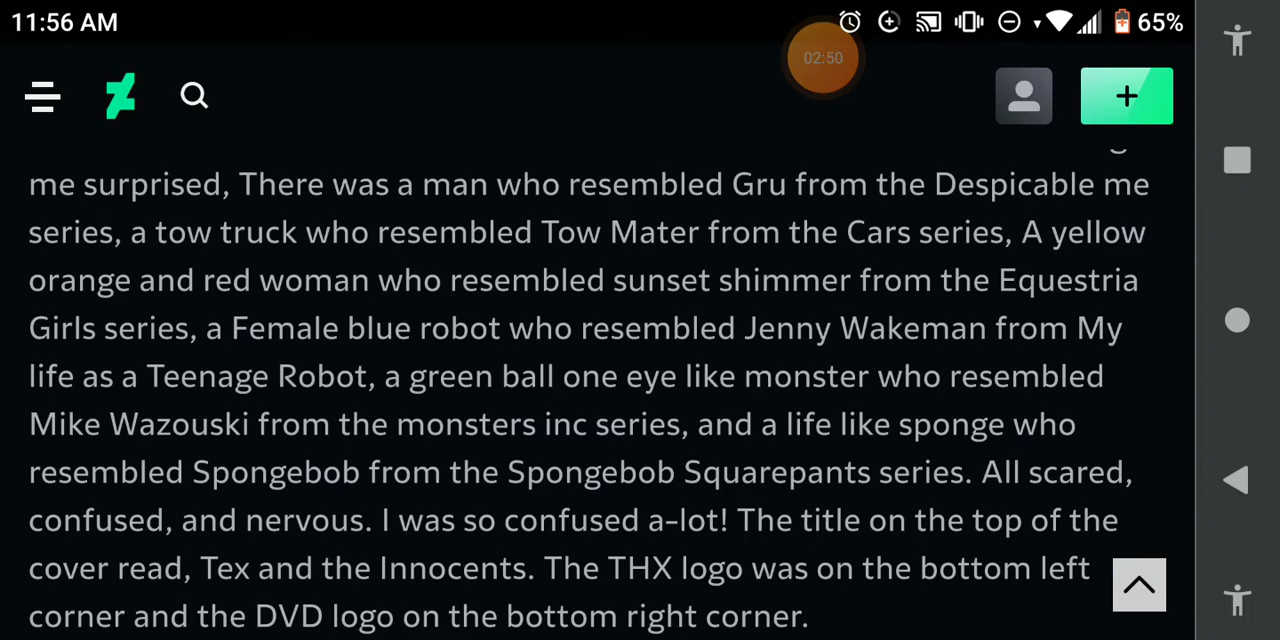 11:56 AM
65%
02:50
me surprised, There was a man who resembled Gru from the Despicable me
series, a tow truck who resembled Tow Mater from the Cars series, A yellow
orange and red woman who resembled sunset shimmer from the Equestria
Girls series, a Female blue robot who resembled Jenny Wakeman from My
life as a Teenage Robot, a green ball one eye like monster who resembled
Mike Wazouski from the monsters inc series, and a life like sponge who
resembled Spongebob from the Spongebob Squarepants series. All scared,
confused, and nervous. I was so confused a-lot! The title on the top of the
cover read, Tex and the Innocents. The THX logo was on the bottom left
corner and the DVD logo on the bottom right corner.